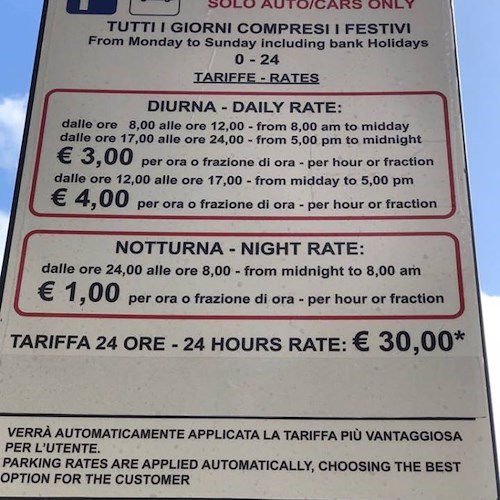 SOLO AUTO/CARS ONLY
TUTTI I GIORNI COMPRESI I FESTIVI
From Monday to Sunday including bank Holidays
0 - 24
TARIFFE - RATES
DIURNA - DAILY RATE:
dalle ore 8,00 alle ore 12,00 - from 8,00 am to midday
dalle ore 17,00 alle ore 24,00 - from 5,00 pm to midnight
€ 3,00 per ora o frazione di ora - per hour or fraction
dalle ore 12,00 alle ore 17,00 - from midday to 5,00 pm
€ 4,00 per ora o frazione di ora - per hour or fraction
NOTTURNA - NIGHT RATE:
dalle ore 24,00 alle ore 8,00 - from midnight to 8,00 am
€ 1,00 per ora o frazione di ora - per hour or fraction
TARIFFA 24 ORE - 24 HOURS RATE: € 30,00*
VERRÀ AUTOMATICAMENTE APPLICATA LA TARIFFA PIÙ VANTAGGIOSA
PER L'UTENTE.
PARKING RATES ARE APPLIED AUTOMATICALLY, CHOOSING THE BEST
OPTION FOR THE CUSTOMER